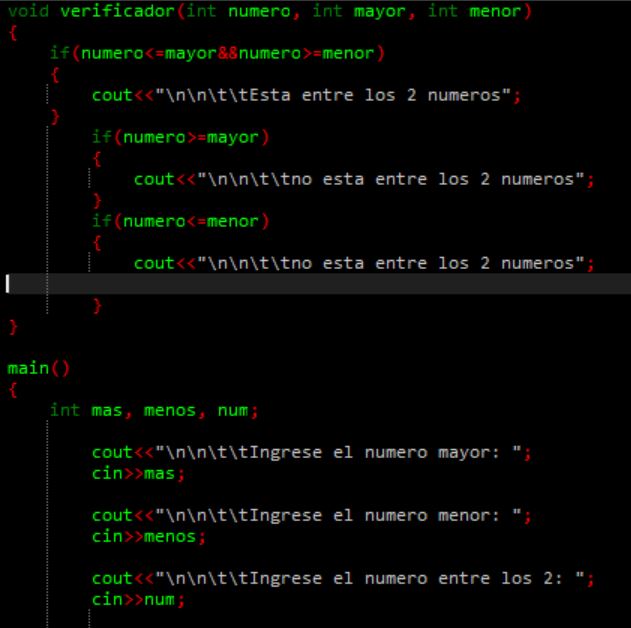 void verificador(int numero, int mayor, int menor)
{
if(numero<=mayor&&numero>=menor)
{
cout<<"\n\n\t\tEsta entre los 2 numeros";
}
if(numero>=mayor)
{
cout<<"\n\n\t\tno esta entre los 2 numeros";
}
if(numero<=menor)
{
cout<<"\n\n\t\tno esta entre los 2 numeros";
}
}
main()
{
int mas, menos, num;
cout<<"\n\n\t\tIngrese el numero mayor: ";
cin>>mas;
cout<<"\n\n\t\tIngrese el numero menor: ";
cin>>menos;
cout<<"\n\n\t\tIngrese el numero entre los 2: ";
cin>>num;